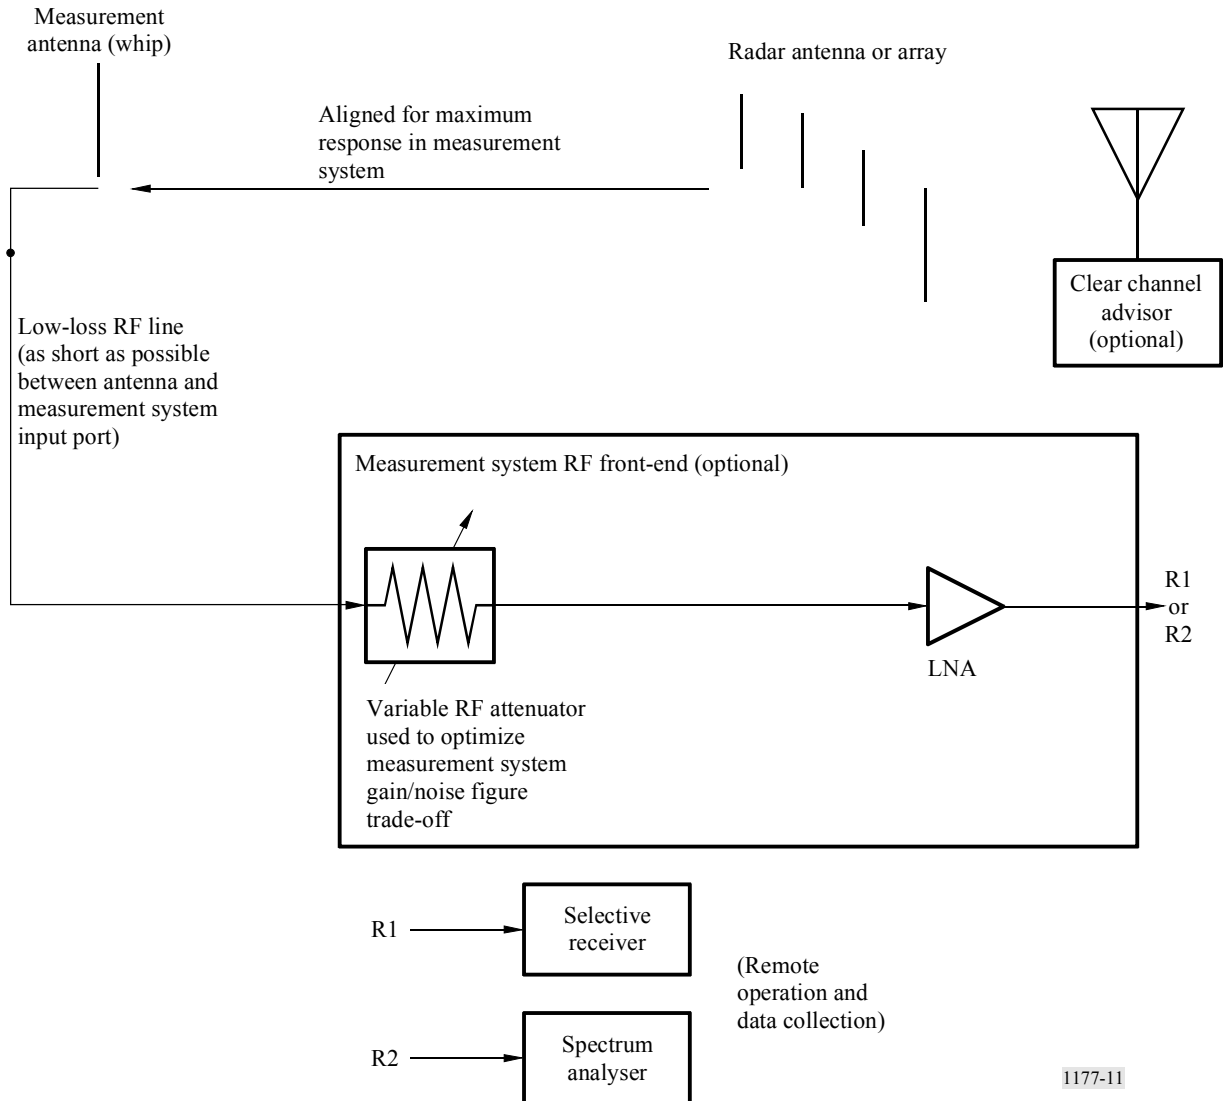 Measurement
antenna (whip)
Radar antenna or array
Aligned for maximum
response in measurement
system
Clear channel
advisor
(optional)
Low-loss RF line
(as short as possible
between antenna and
measurement system
input port)
Measurement system RF front-end (optional)
R1
or
R2
LNA
Variable RF attenuator
used to optimize
measurement system
gain/noise figure
trade-off
R1
Selective
receiver
(Remote
operation and
data collection)
R2
Spectrum
analyser
1177-11